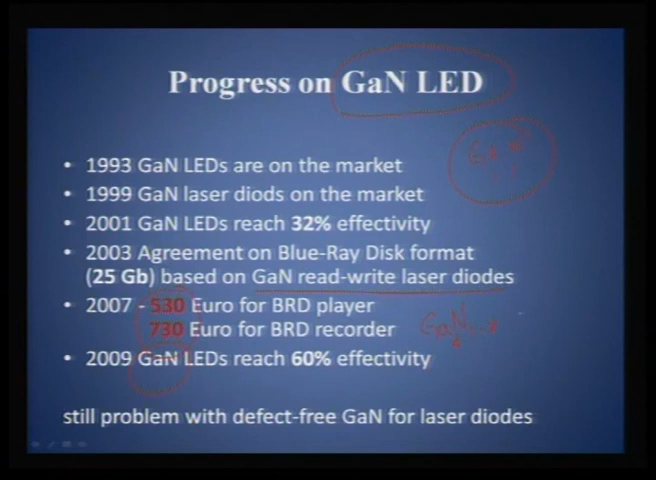 Progress on GaN LED
• 1993 GaN LEDs are on the market
• 1999 GaN laser diods on the market
• 2001 GaN LEDs reach 32% effectivity
• 2003 Agreement on Blue-Ray Disk format
(25 Gb) based on GaN read-write laser diodes
• 2007 - 530 Euro for BRD player
730 Euro for BRD recorder
GaN
• 2009 GaN LEDs reach 60% effectivity
still problem with defect-free GaN for laser diodes